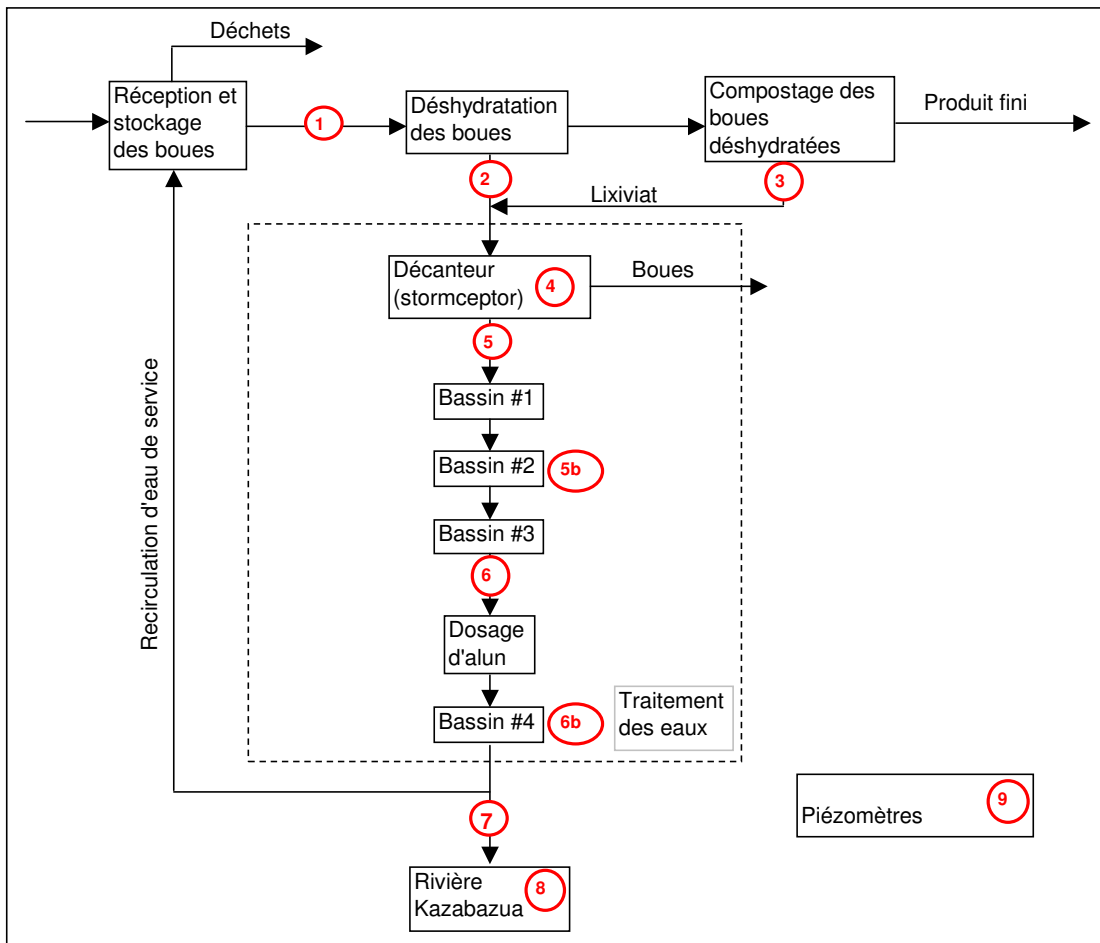 Déchets
Réception et
stockage
des boues
1
Déshydratation
des boues
Compostage des
boues
déshydratées
Produit fini
2
3
Lixiviat
Décanteur
(stormceptor)
4
Boues
5
Bassin #1
Bassin #2
5b
Bassin #3
6
Dosage
d'alun
Bassin #4
6b
Traitement
des eaux
Recirculation d'eau de service
7
Piézomètres
9
Rivière
Kazabazua
8